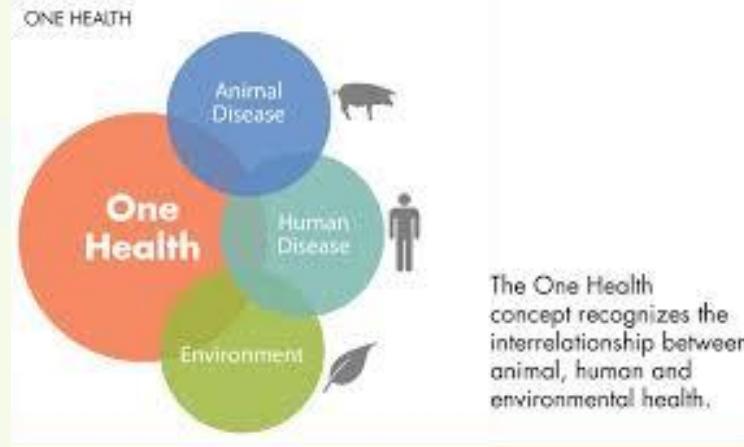 ONE HEALTH
Animal
Disease
One
Health
Human
Disease
Environment
The One Health
concept recognizes the
interrelationship between
animal, human and
environmental health.